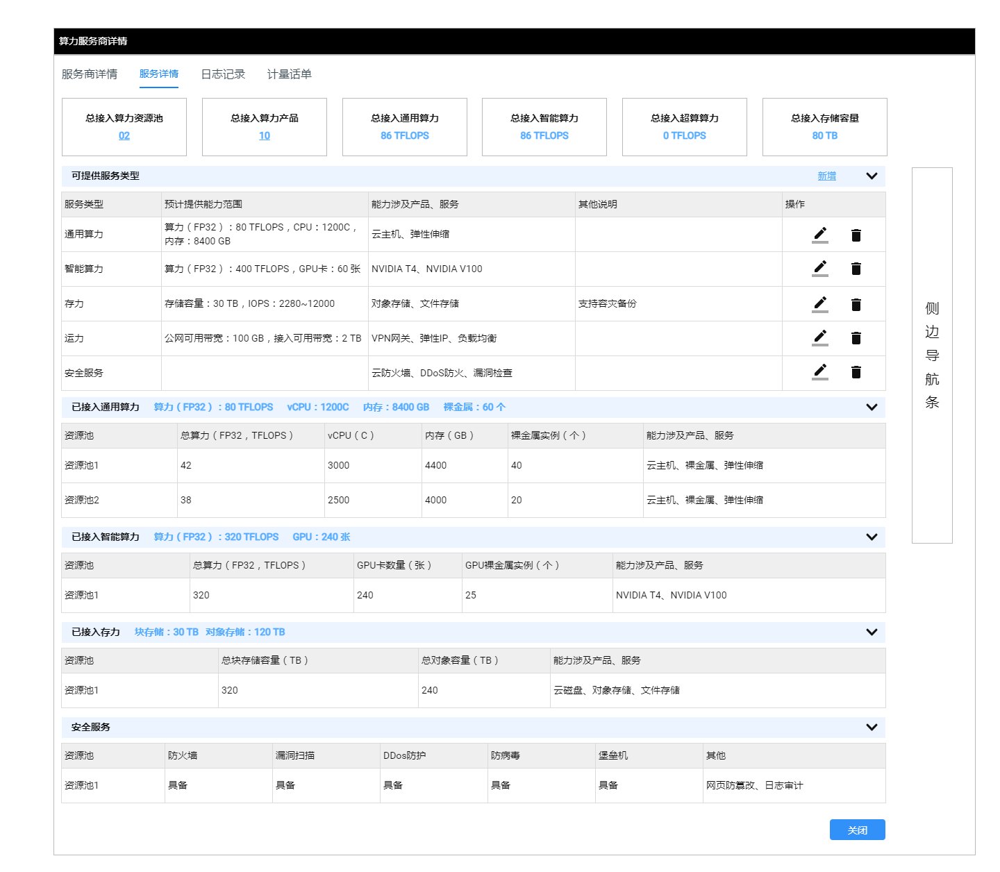 算力服务商详情
服务商详情 服务详情 日志记录 计量话单
总接入算力资源池 总接入算力产品 总接入通用算力 总接入智能算力 总接入超算算力 总接入存储容量
02 10 86 TFLOPS 86 TFLOPS 0 TFLOPS 80 TB
可提供服务类型 新增
服务类型 预计提供能力范围 能力涉及产品、服务 其他说明 操作
通用算力 算力（FP32）：80 TFLOPS，CPU：1200C，
内存：8400 GB 云主机、弹性伸缩
智能算力 算力（FP32）：400 TFLOPS，GPU卡：60 张 NVIDIA T4、NVIDIA V100
存力 存储容量：30 TB，IOPS：2280~12000 对象存储、文件存储 支持容灾备份
运力 公网可用带宽：100 GB，接入可用带宽：2 TB VPN网关、弹性IP、负载均衡
安全服务 云防火墙、DDoS防火、漏洞检查
已接入通用算力 算力（FP32）：80 TFLOPS vCPU：1200C 内存：8400 GB 裸金属：60 个
资源池 总算力（FP32，TFLOPS） vCPU（C） 内存（GB） 裸金属实例（个） 能力涉及产品、服务
资源池1 42 3000 4400 40 云主机、裸金属、弹性伸缩
资源池2 38 2500 4000 20 云主机、裸金属、弹性伸缩
已接入智能算力 算力（FP32）：320 TFLOPS GPU：240 张
资源池 总算力（FP32，TFLOPS） GPU卡数量（张） GPU裸金属实例（个） 能力涉及产品、服务
资源池1 320 240 25 NVIDIA T4、NVIDIA V100
已接入存力 块存储：30 TB 对象存储：120 TB
资源池 总块存储容量（TB） 总对象容量（TB） 能力涉及产品、服务
资源池1 320 240 云磁盘、对象存储、文件存储
安全服务
资源池 防火墙 漏洞扫描 DDos防护 防病毒 堡垒机 其他
资源池1 具备 具备 具备 具备 具备 网页防篡改、日志审计
关闭
侧
边
导
航
条